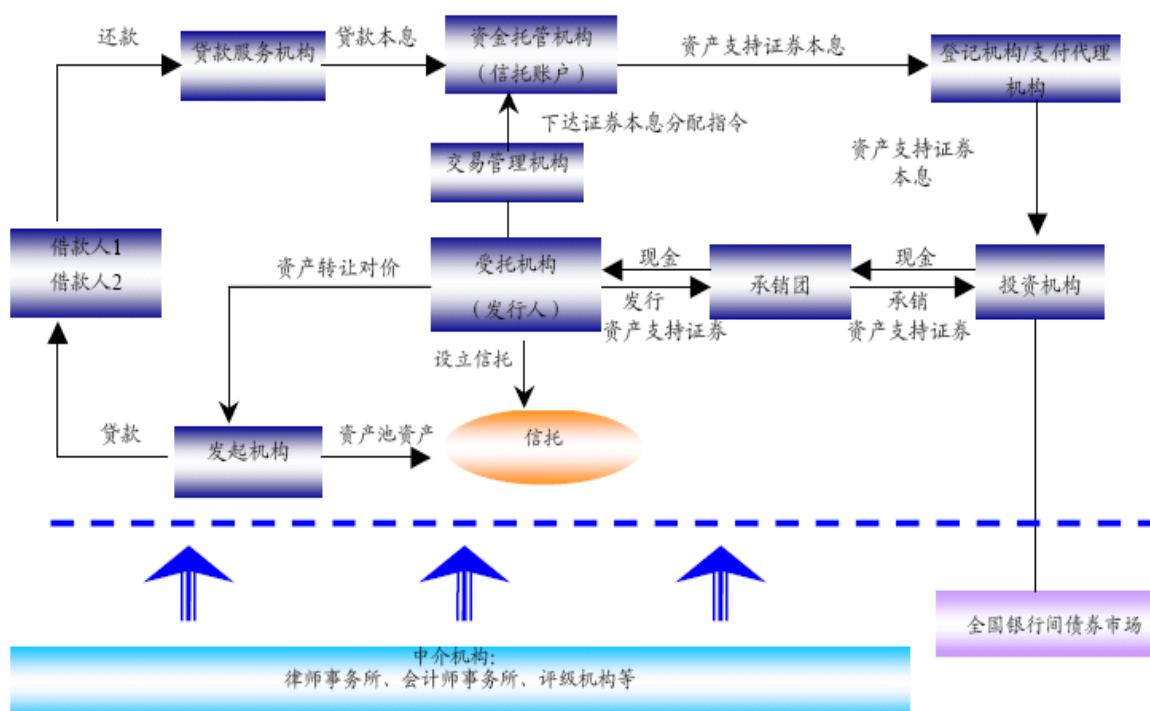 还款
贷款服务机构
贷款本息
资金托管机构
（信托账户）
资产支持证券本息
登记机构/支付代理
机构
下达证券本息分配指令
交易管理机构
资产支持证券
本息
借款人1
借款人2
资产转让对价
受托机构
（发行人）
现金
发行
资产支持证券
承销团
现金
承销
资产支持证券
投资机构
设立信托
贷款
发起机构
资产池资产
信托
全国银行间债券市场
中介机构:
律师事务所、会计师事务所、评级机构等